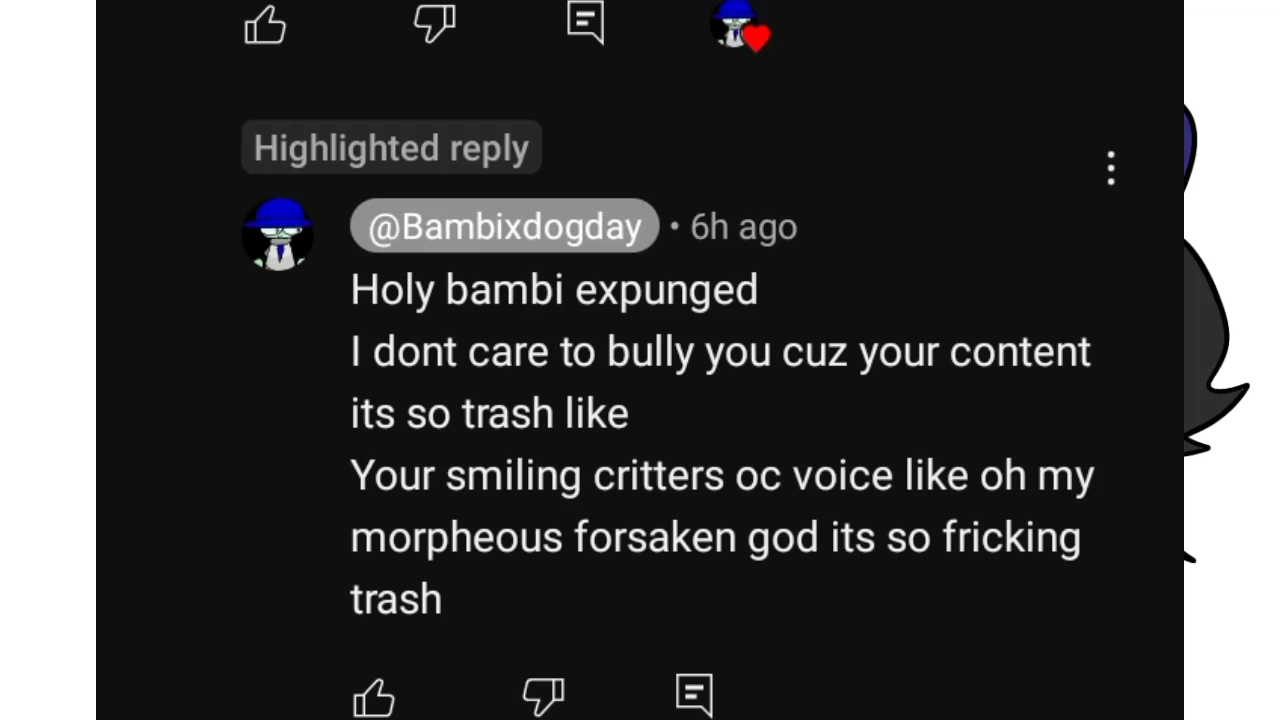 Highlighted reply
@Bambixdogday • 6h ago
Holy bambi expunged
I dont care to bully you cuz your content
its so trash like
Your smiling critters oc voice like oh my
morpheous forsaken god its so fricking
trash